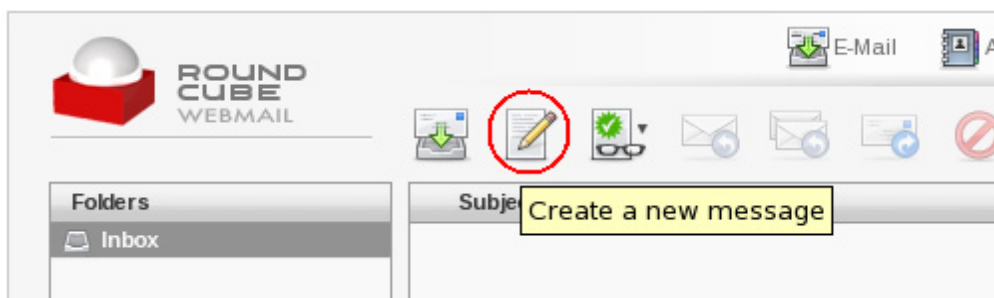 E-Mail
ROUND
CUBE
WEBMAIL
Folders
Subje
Create a new message
Inbox